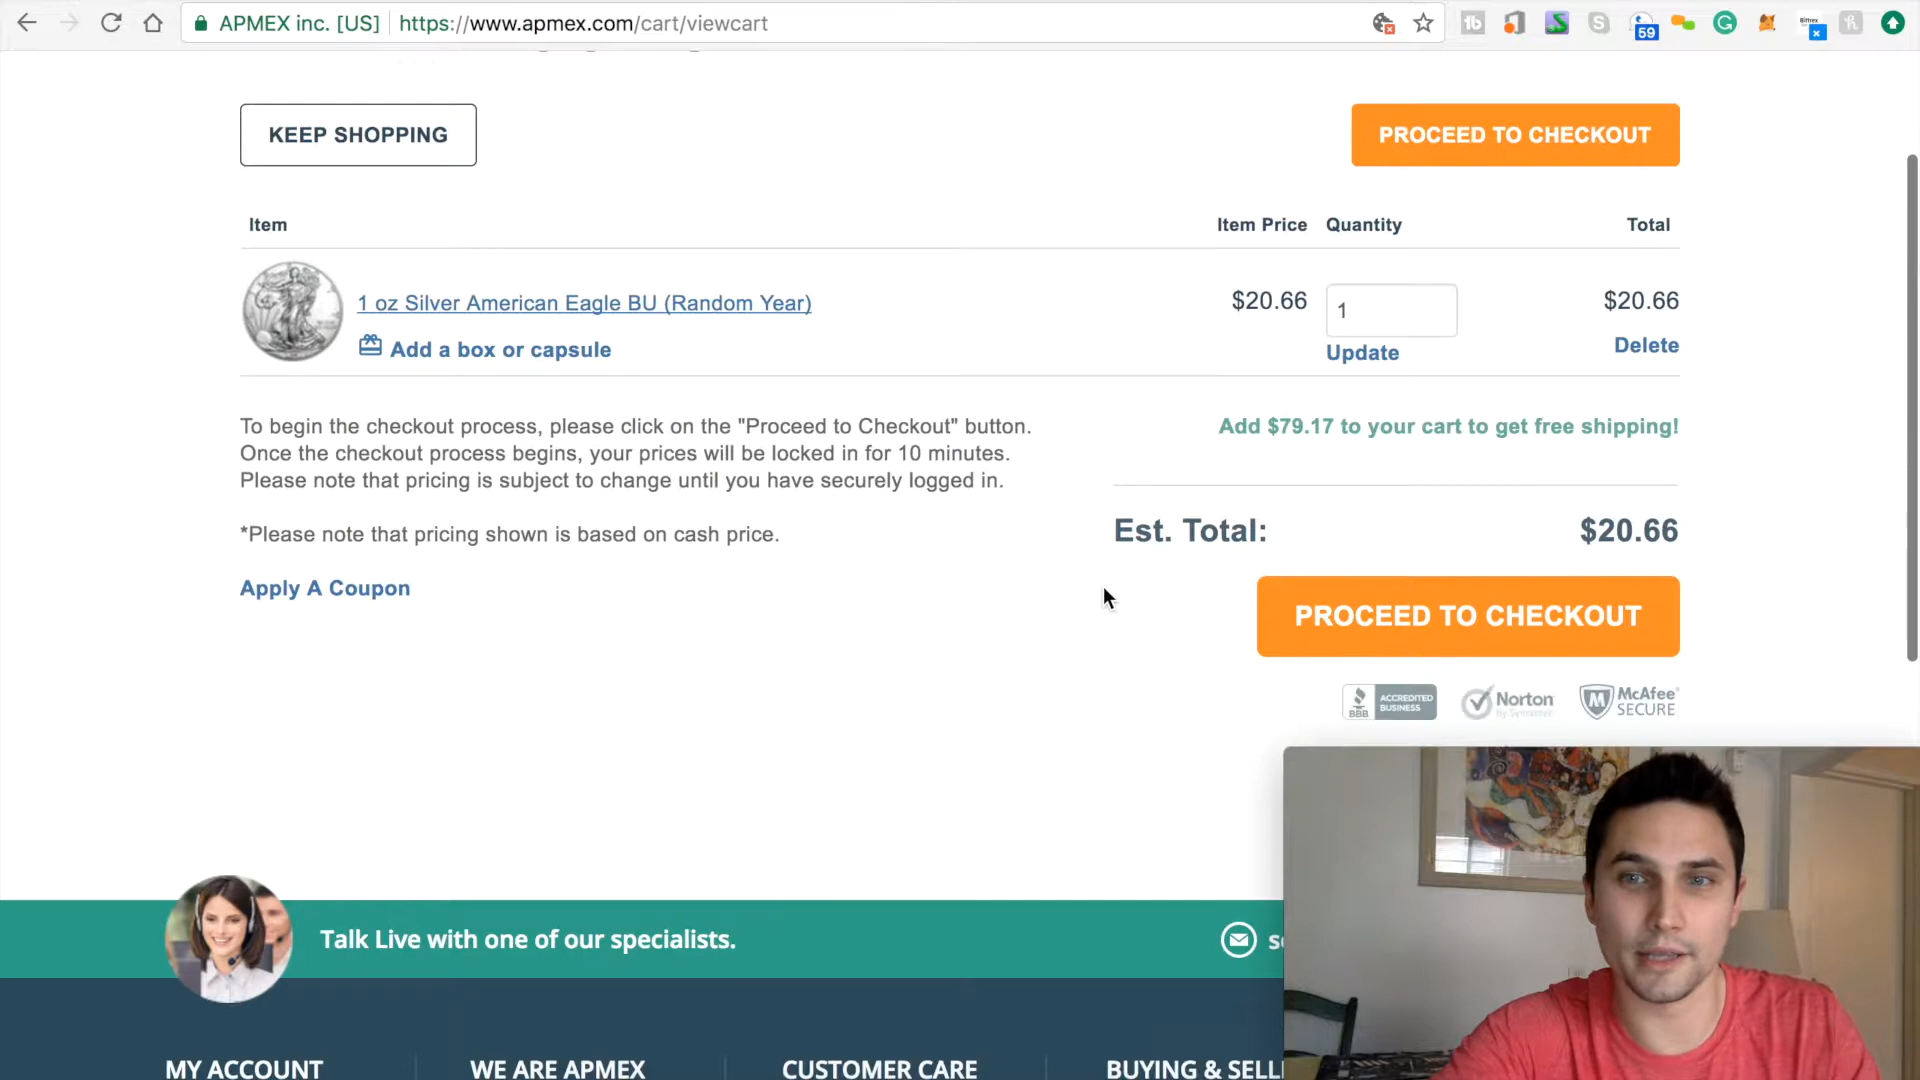 APMEX inc. [US] https://www.apmex.com/cart/viewcart
59
KEEP SHOPPING
PROCEED TO CHECKOUT
Item Item Price Quantity Total
1 oz Silver American Eagle BU (Random Year) $20.66 1 $20.66
Add a box or capsule Update Delete
To begin the checkout process, please click on the "Proceed to Checkout" button.
Once the checkout process begins, your prices will be locked in for 10 minutes.
Please note that pricing is subject to change until you have securely logged in.
*Please note that pricing shown is based on cash price.
Apply A Coupon
Add $79.17 to your cart to get free shipping!
Est. Total: $20.66
PROCEED TO CHECKOUT
BBB ACCREDITED BUSINESS
Norton by Symantec
McAfee SECURE
Talk Live with one of our specialists.
MY ACCOUNT WE ARE APMEX CUSTOMER CARE BUYING &